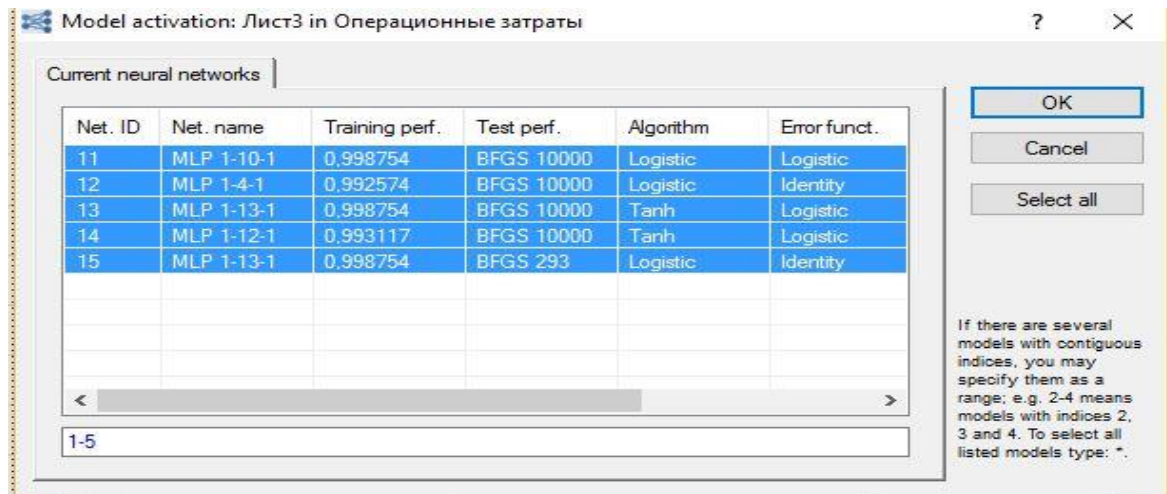 Model activation: Лист3 in Операционные затраты
? ×
Current neural networks
Net. ID Net. name Training perf. Test perf. Algorithm Error funct.
11 MLP 1-10-1 0,998754 BFGS 10000 Logistic Logistic
12 MLP 1-4-1 0,992574 BFGS 10000 Logistic Identity
13 MLP 1-13-1 0,998754 BFGS 10000 Tanh Logistic
14 MLP 1-12-1 0,993117 BFGS 10000 Tanh Logistic
15 MLP 1-13-1 0,998754 BFGS 293 Logistic Identity
< >
1-5
OK
Cancel
Select all
If there are several
models with contiguous
indices, you may
specify them as a
range; e.g. 2-4 means
models with indices 2,
3 and 4. To select all
listed models type: *.